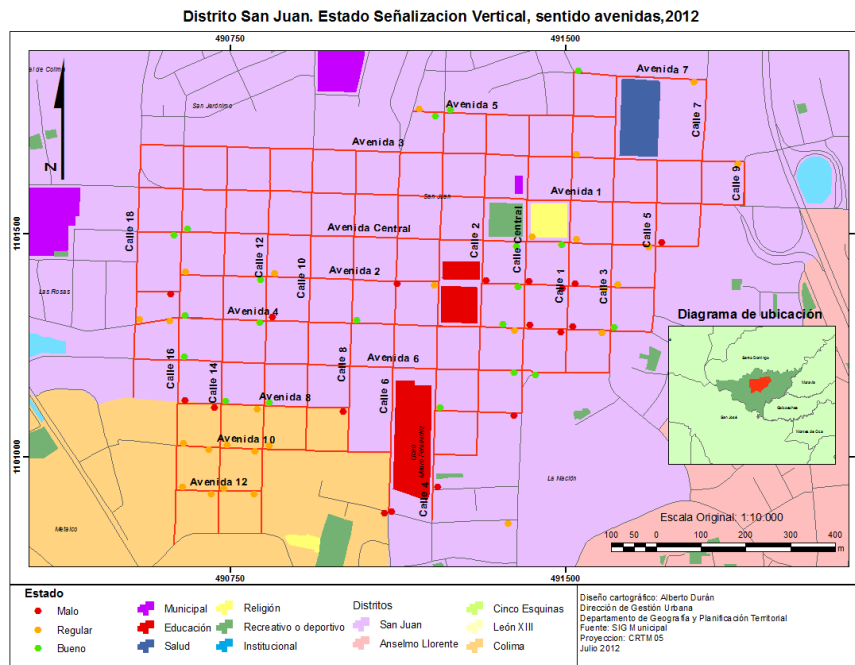 Distrito San Juan. Estado Señalizacion Vertical, sentido avenidas,2012
490750
491500
Avenida 7
San Jerónimo
Avenida 5
Calle 7
Avenida 3
N
Calle 9
Avenida 1
San Juan
Calle 18
Avenida Central
Calle 2
Calle Central
Calle 5
1101500
1101500
Calle 12
Calle 10
Avenida 2
Calle 1
Calle 3
Las Rosas
Avenida 4
Diagrama de ubicación
Calle 16
Calle 14
Calle 8
Avenida 6
Calle 6
Avenida 8
San José
Avenida 10
1101000
1101000
La Nación
Avenida 12
Calle 4
Escala Original: 1:10.000
100 50 0 100 200 300 400
m
490750
491500
Estado
Malo
Regular
Bueno
Municipal
Educación
Salud
Religión
Recreativo o deportivo
Institucional
Distritos
San Juan
Anselmo Llorente
Cinco Esquinas
León XIII
Colima
Diseño cartográfico: Alberto Durán
Dirección de Gestión Urbana
Departamento de Geografía y Planificación Territorial
Fuente: SIG Municipal
Proyeccion: CRTM05
Julio 2012